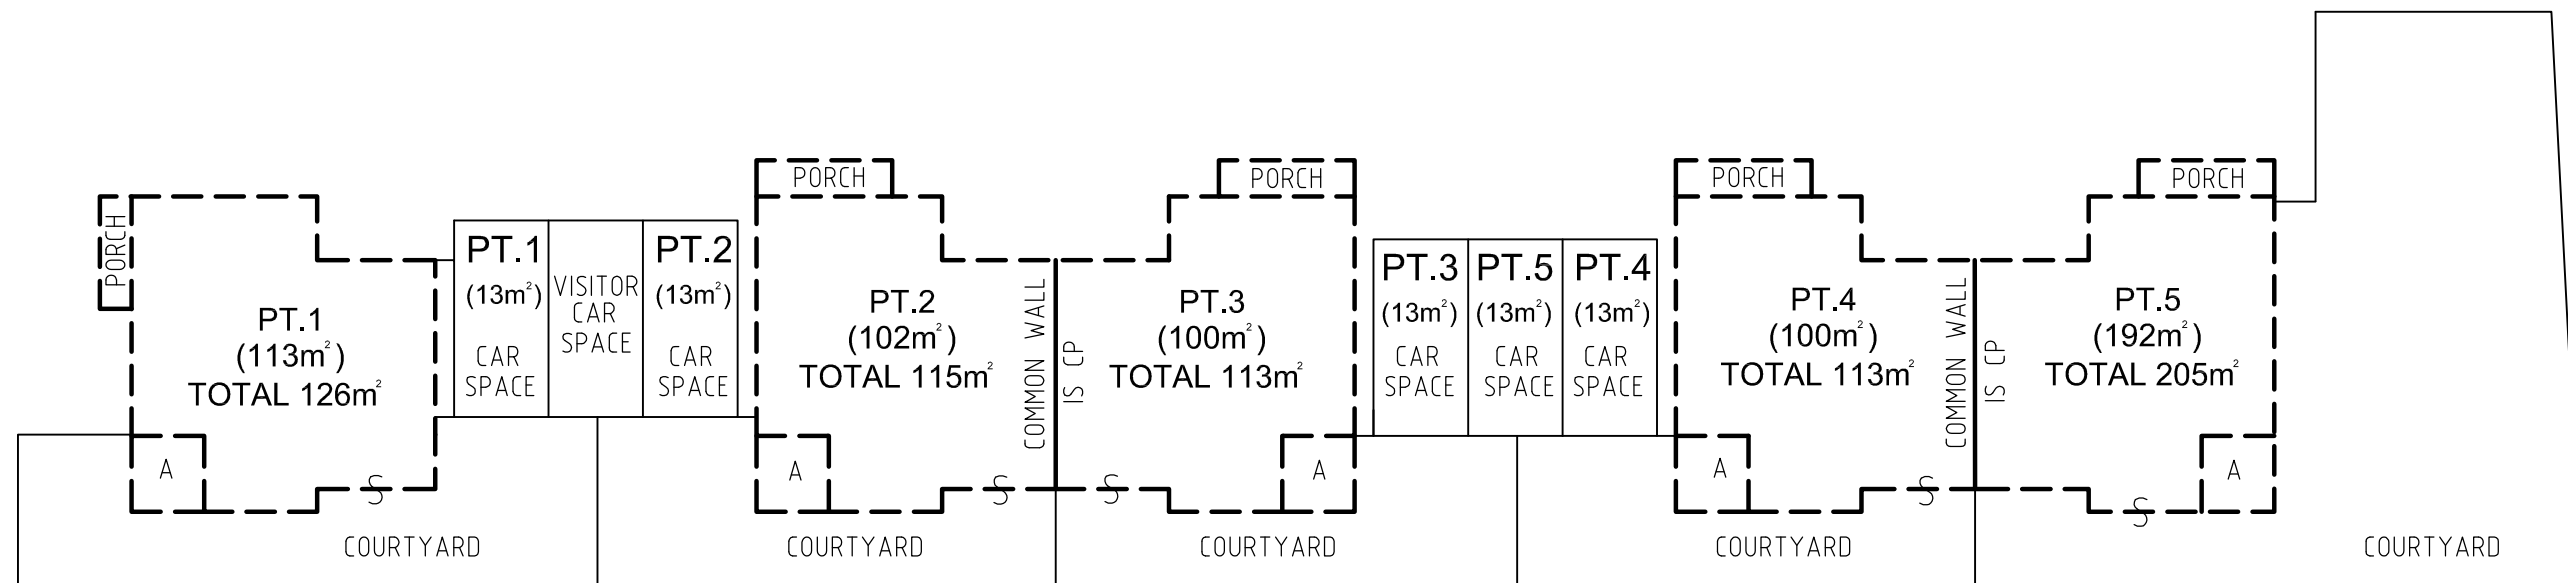 PORCH
PT.1
(113m²)
TOTAL 126m²
A
S
COURTYARD
PT.1
(13m²)
CAR
SPACE
VISITOR
CAR
SPACE
PT.2
(13m²)
CAR
SPACE
PORCH
PT.2
(102m²)
TOTAL 115m²
A
S
COURTYARD
COMMON WALL
IS CP
PORCH
PT.3
(100m²)
TOTAL 113m²
S
A
COURTYARD
PT.3
(13m²)
CAR
SPACE
PT.5
(13m²)
CAR
SPACE
PT.4
(13m²)
CAR
SPACE
PORCH
PT.4
(100m²)
TOTAL 113m²
A
S
COURTYARD
COMMON WALL
IS CP
PORCH
PT.5
(192m²)
TOTAL 205m²
S
A
COURTYARD